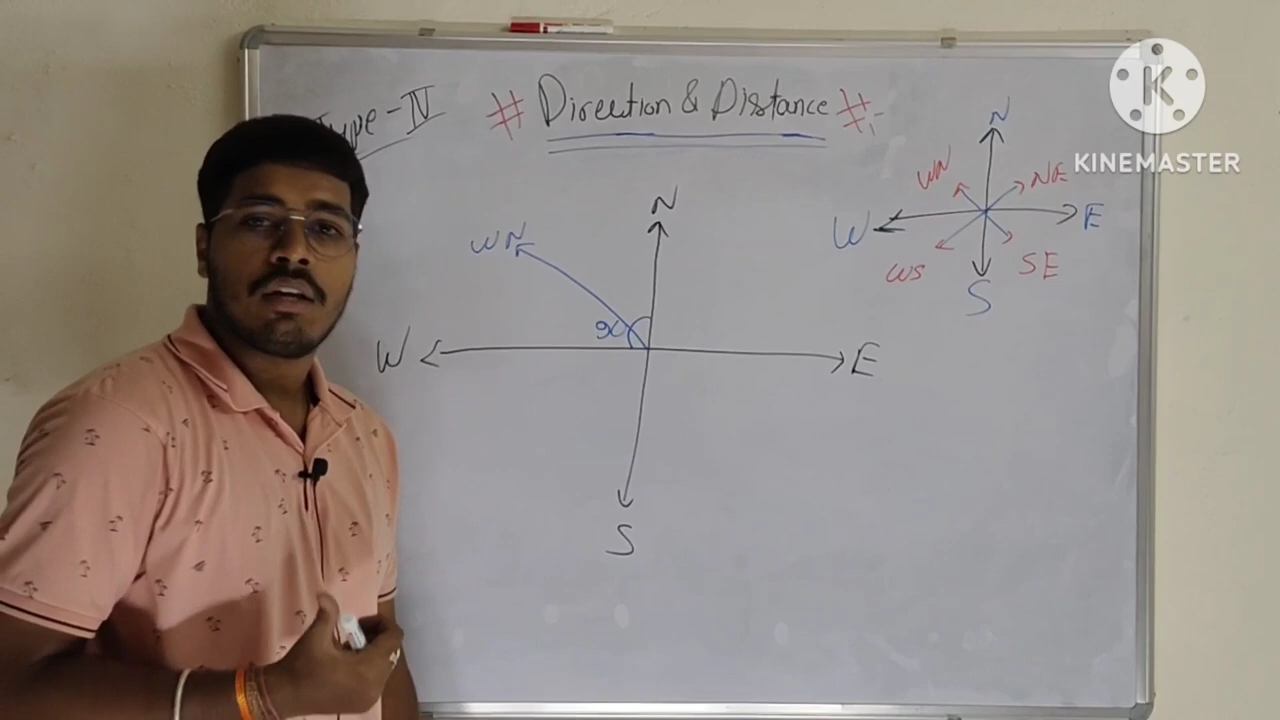 Type-IV # Direction & Distance #:-
N
WN
NE
W
E
WS
SE
S
N
WN
90
W
E
S
K
KINEMASTER